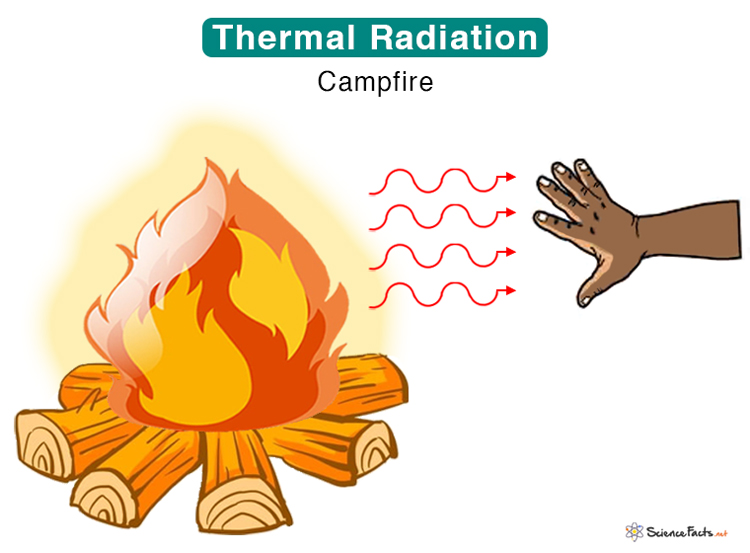 Thermal Radiation
Campfire
ScienceFacts.net